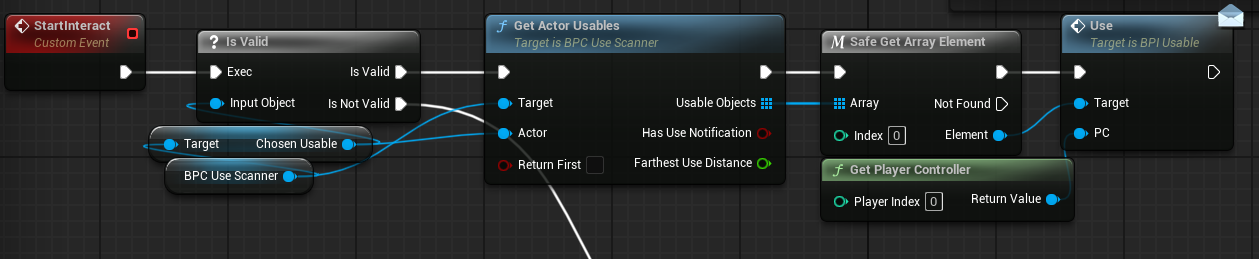 StartInteract
Custom Event
? Is Valid
Exec
Is Valid
Input Object
Is Not Valid
Target
Chosen Usable
BPC Use Scanner
f Get Actor Usables
Target is BPC Use Scanner
Target
Usable Objects
Actor
Has Use Notification
Return First
Farthest Use Distance
M Safe Get Array Element
Array
Not Found
Index 0
Element
f Get Player Controller
Player Index 0
Return Value
Use
Target is BPI Usable
Target
PC